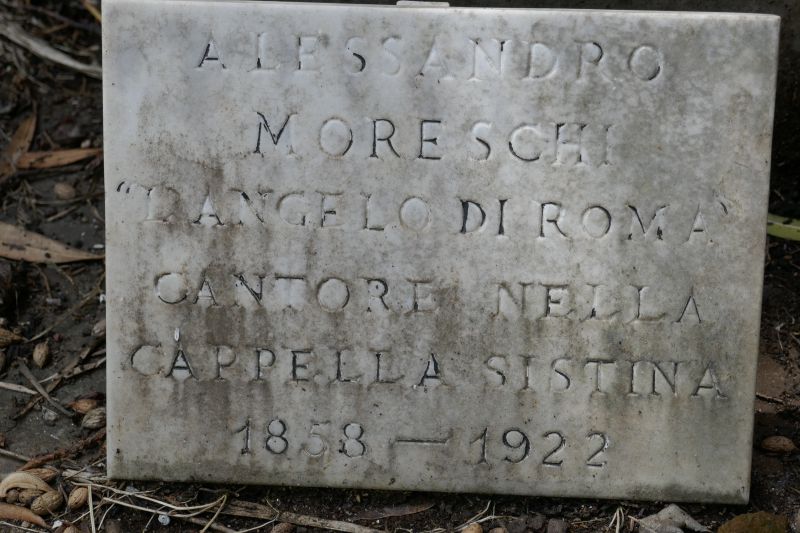 ALESSANDRO
MORESCHI
"L'ANGELO DI ROMA"
CANTORE NELLA
CAPPELLA SISTINA
1858 — 1922